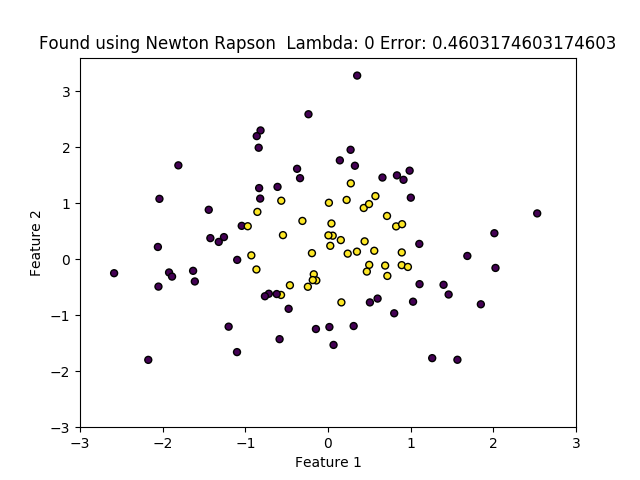 Found using Newton Rapson  Lambda: 0 Error: 0.4603174603174603
3
2
1
0
−1
−2
−3
Feature 2
−3 −2 −1 0 1 2 3
Feature 1